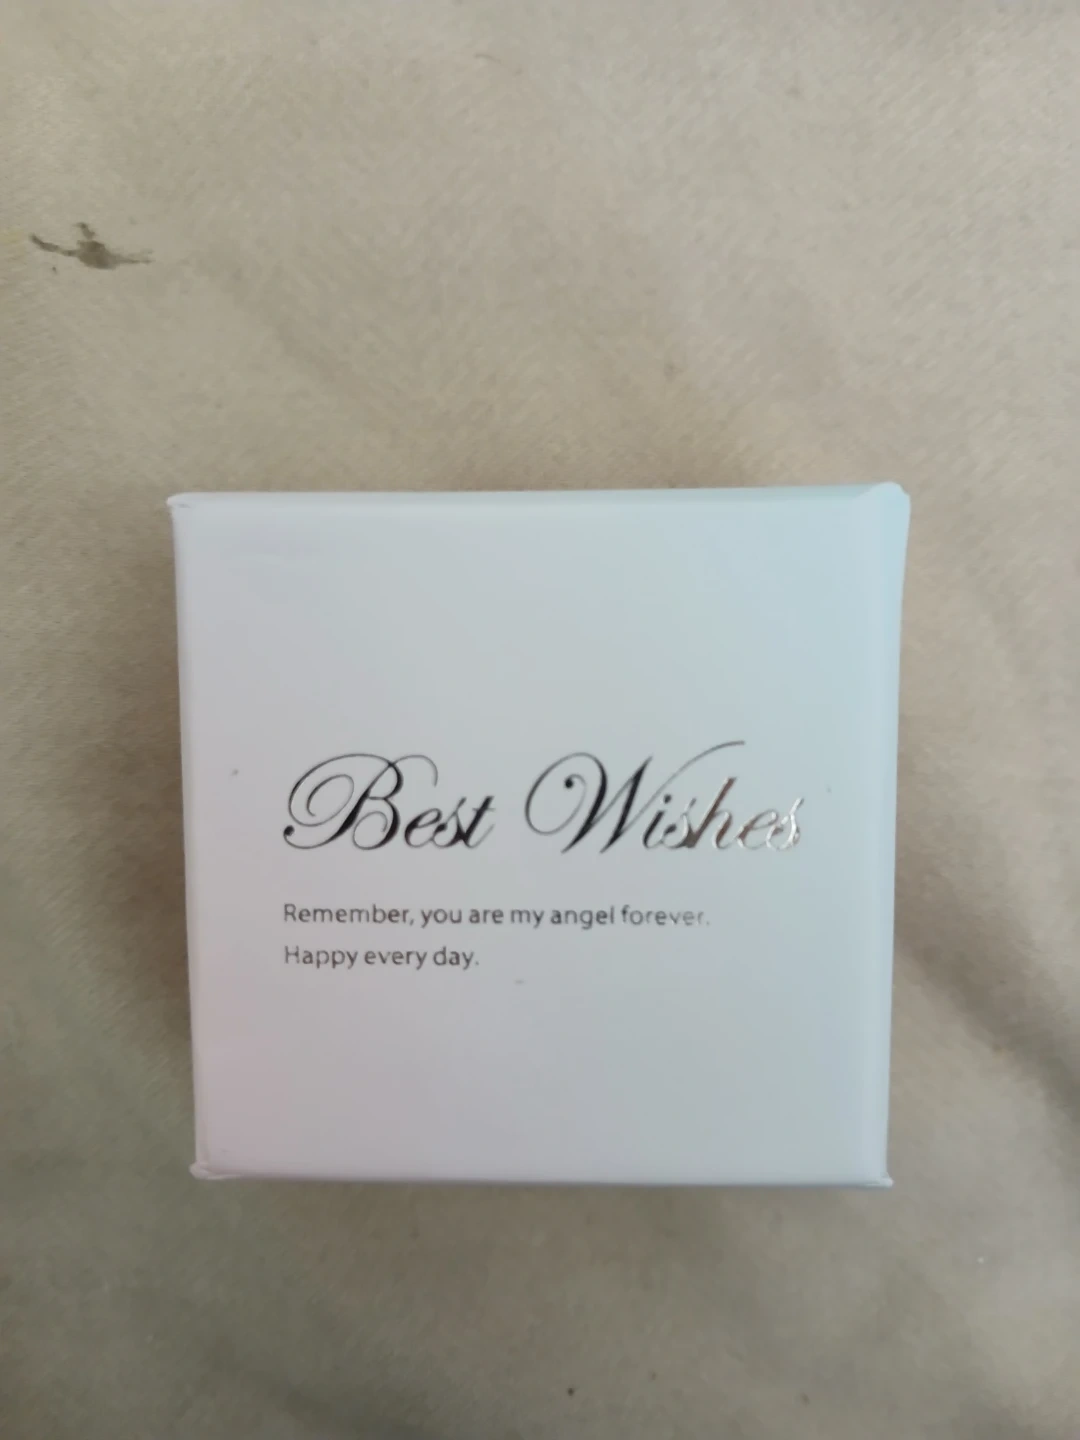 Best Wishes
Remember, you are my angel forever.
Happy every day.